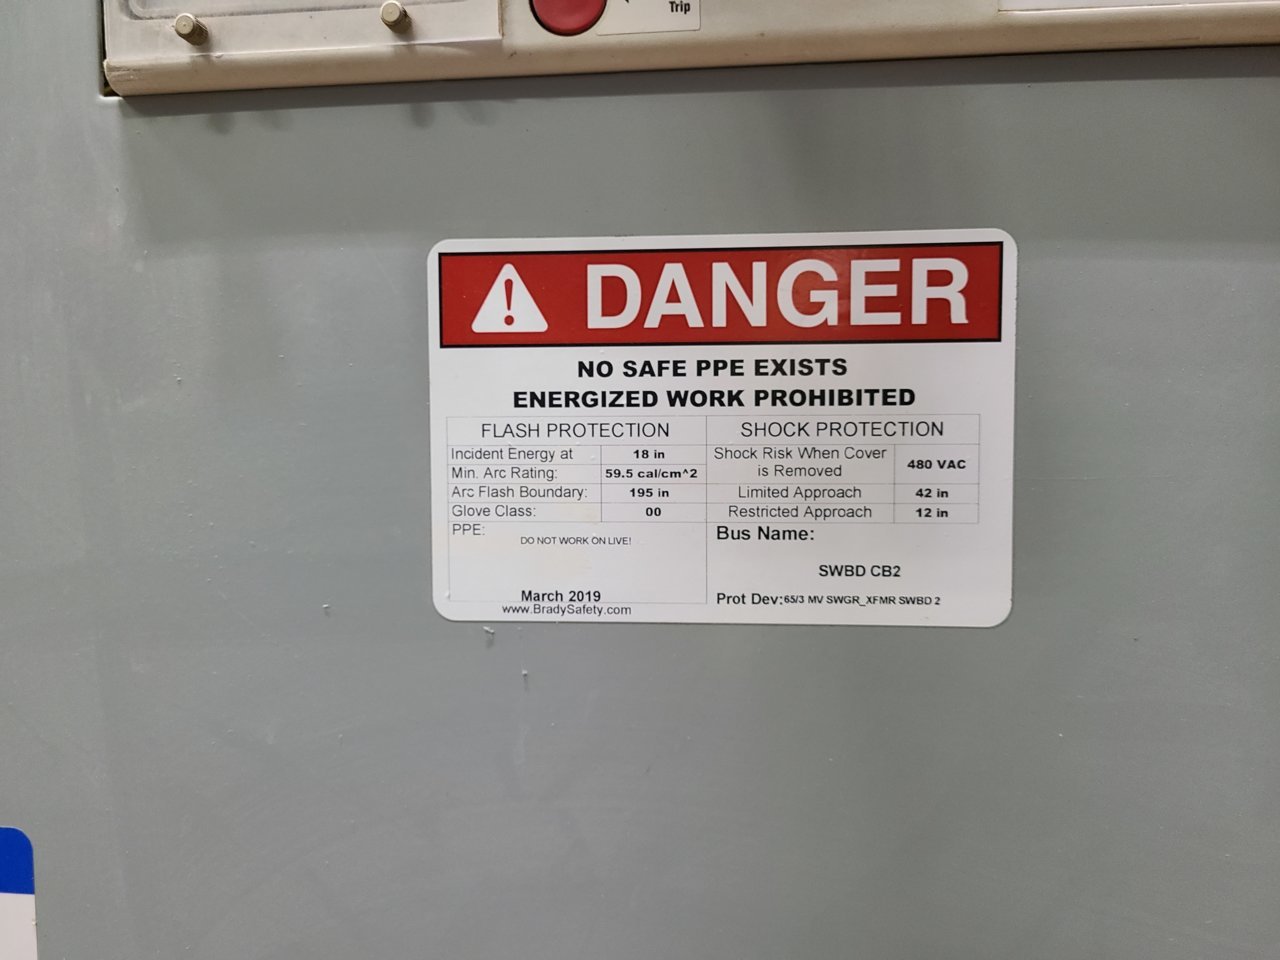 Trip
DANGER
NO SAFE PPE EXISTS
ENERGIZED WORK PROHIBITED
FLASH PROTECTION
Incident Energy at 18 in
Min. Arc Rating: 59.5 cal/cm^2
Arc Flash Boundary: 195 in
Glove Class: 00
PPE:
DO NOT WORK ON LIVE!
March 2019
www.BradySafety.com
SHOCK PROTECTION
Shock Risk When Cover
is Removed 480 VAC
Limited Approach 42 in
Restricted Approach 12 in
Bus Name:
SWBD CB2
Prot Dev:65/3 MV SWGR_XFMR SWBD 2